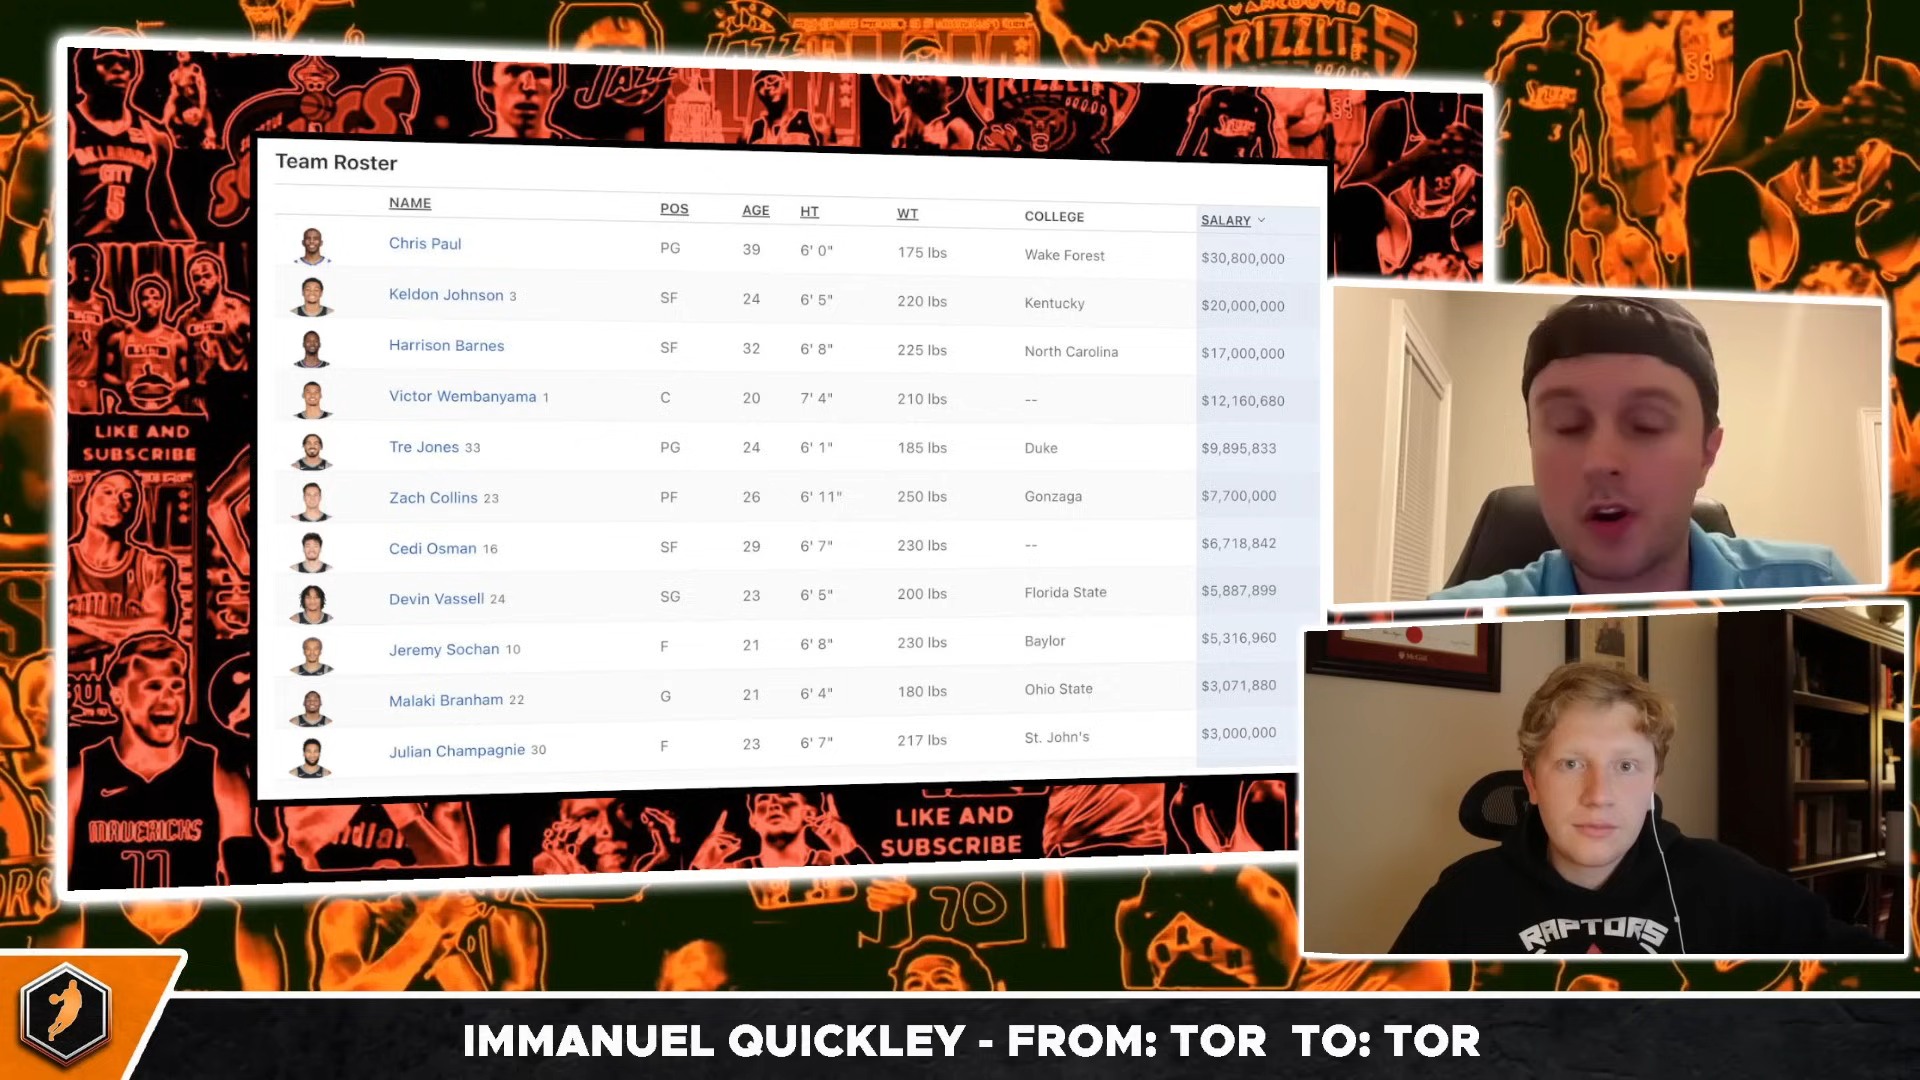 VANCOUVER
GRIZZLIES
JAZZ
Team Roster
NAME POS AGE HT WT COLLEGE SALARY
Chris Paul PG 39 6' 0" 175 lbs Wake Forest $30,800,000
Keldon Johnson 3 SF 24 6' 5" 220 lbs Kentucky $20,000,000
Harrison Barnes SF 32 6' 8" 225 lbs North Carolina $17,000,000
Victor Wembanyama 1 C 20 7' 4" 210 lbs -- $12,160,680
Tre Jones 33 PG 24 6' 1" 185 lbs Duke $9,895,833
Zach Collins 23 PF 26 6' 11" 250 lbs Gonzaga $7,700,000
Cedi Osman 16 SF 29 6' 7" 230 lbs -- $6,718,842
Devin Vassell 24 SG 23 6' 5" 200 lbs Florida State $5,887,899
Jeremy Sochan 10 F 21 6' 8" 230 lbs Baylor $5,316,960
Malaki Branham 22 G 21 6' 4" 180 lbs Ohio State $3,071,880
Julian Champagnie 30 F 23 6' 7" 217 lbs St. John's $3,000,000
LIKE AND
SUBSCRIBE
MAVERICKS
77
LIKE AND
SUBSCRIBE
70
McGill
RAPTORS
IMMANUEL QUICKLEY - FROM: TOR TO: TOR